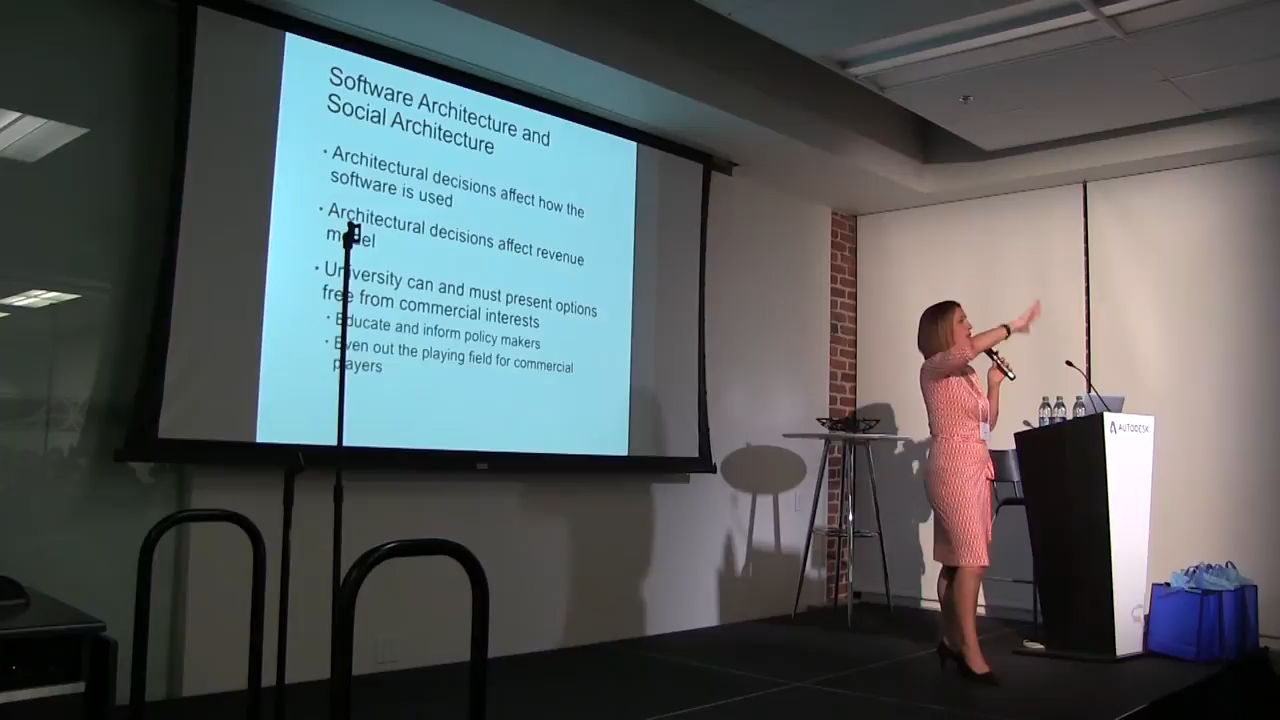 Software Architecture and
Social Architecture
• Architectural decisions affect how the
software is used
• Architectural decisions affect revenue
model
• University can and must present options
free from commercial interests
• Educate and inform policy makers
• Even out the playing field for commercial
players
AUTODESK